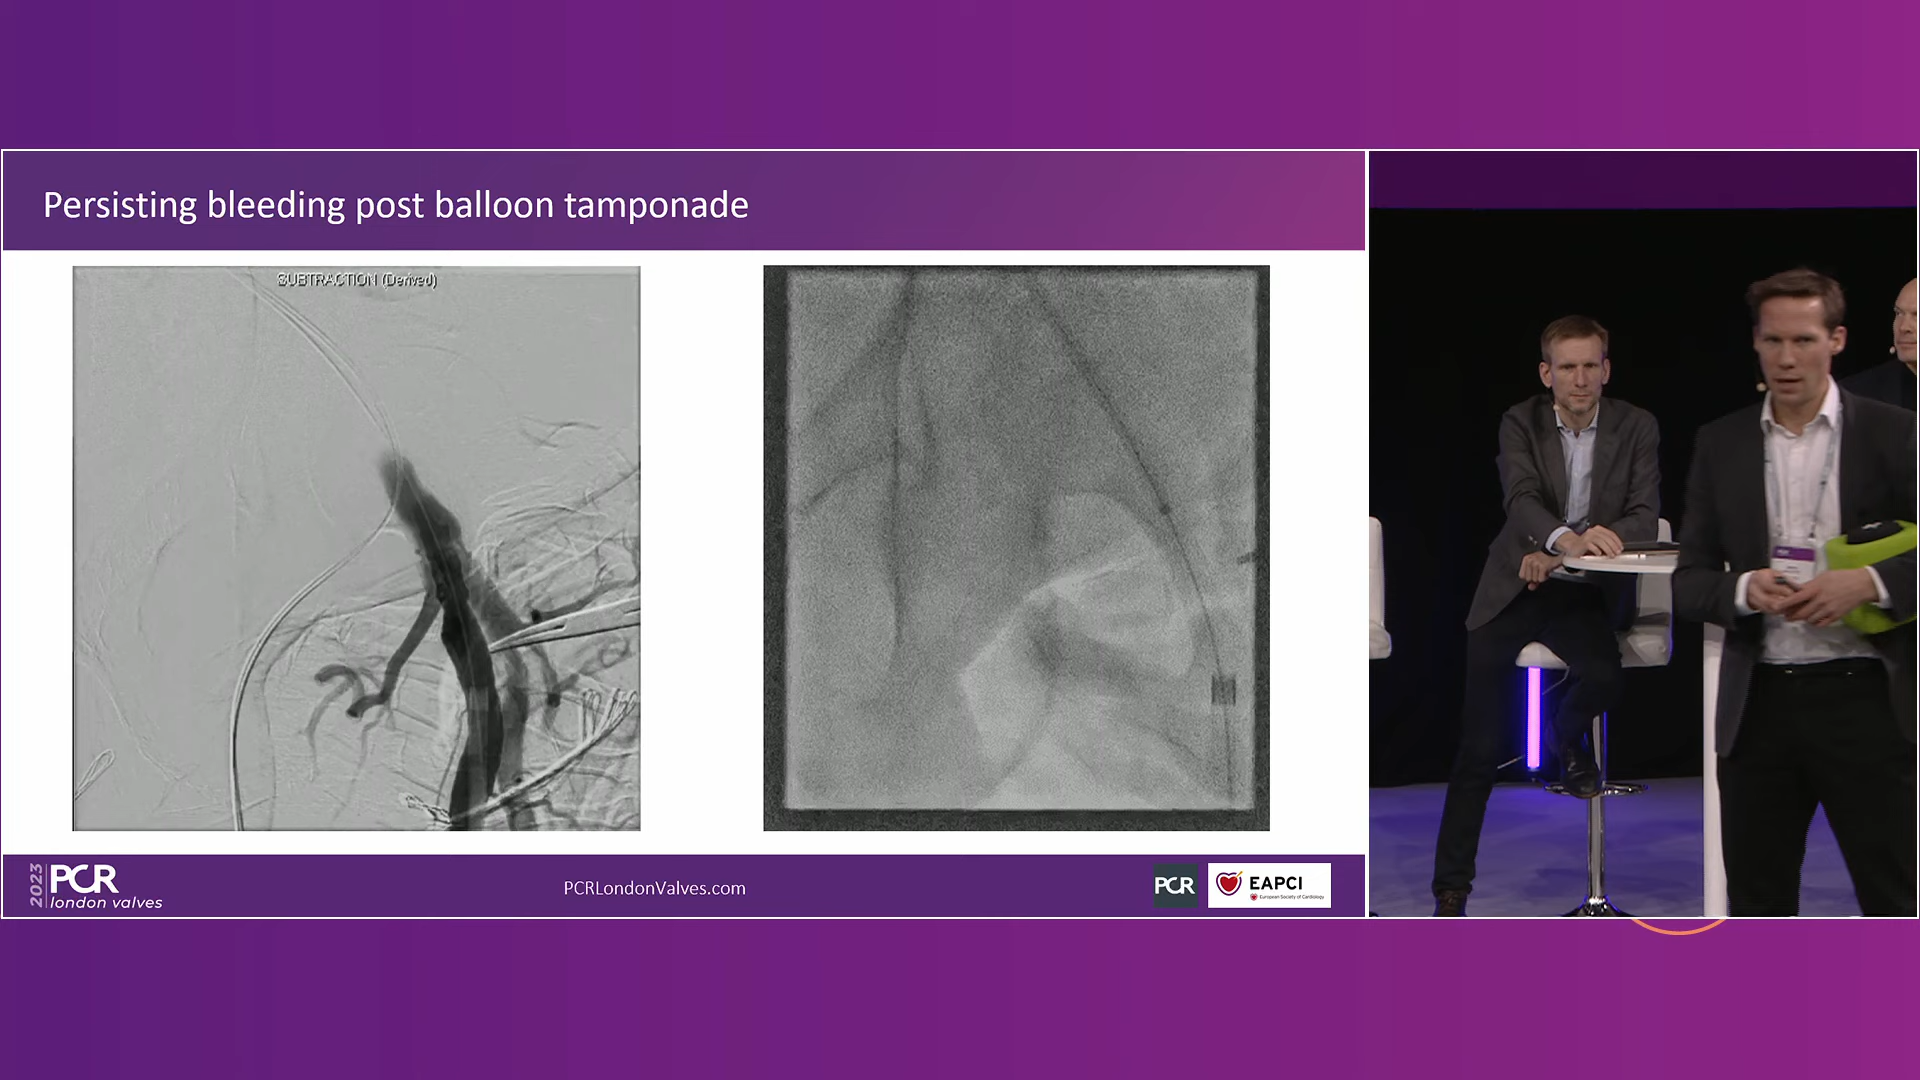 Persisting bleeding post balloon tamponade
SUBTRACTION (Derived)
2023
PCR
london valves
PCRLondonValves.com
PCR
EAPCI
European Society of Cardiology